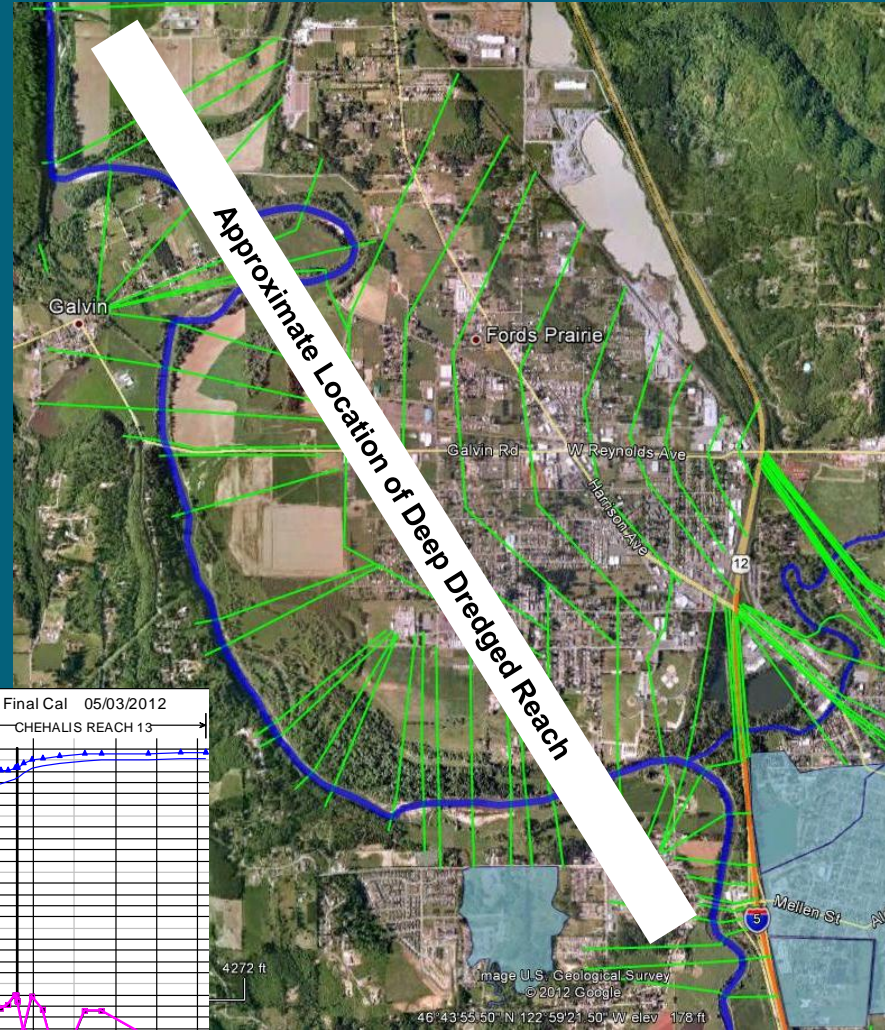 Approximate Location of Deep Dredged Reach
Galvin
Fords Prairie
Galvin Rd
W Reynolds Ave
Harrison Ave
12
Final Cal 05/03/2012
CHEHALIS REACH 13
Mellen St
5
4272 ft
Image U.S. Geological Survey
© 2012 Google
46°43'55.50" N 122°59'21.50" W elev 178 ft